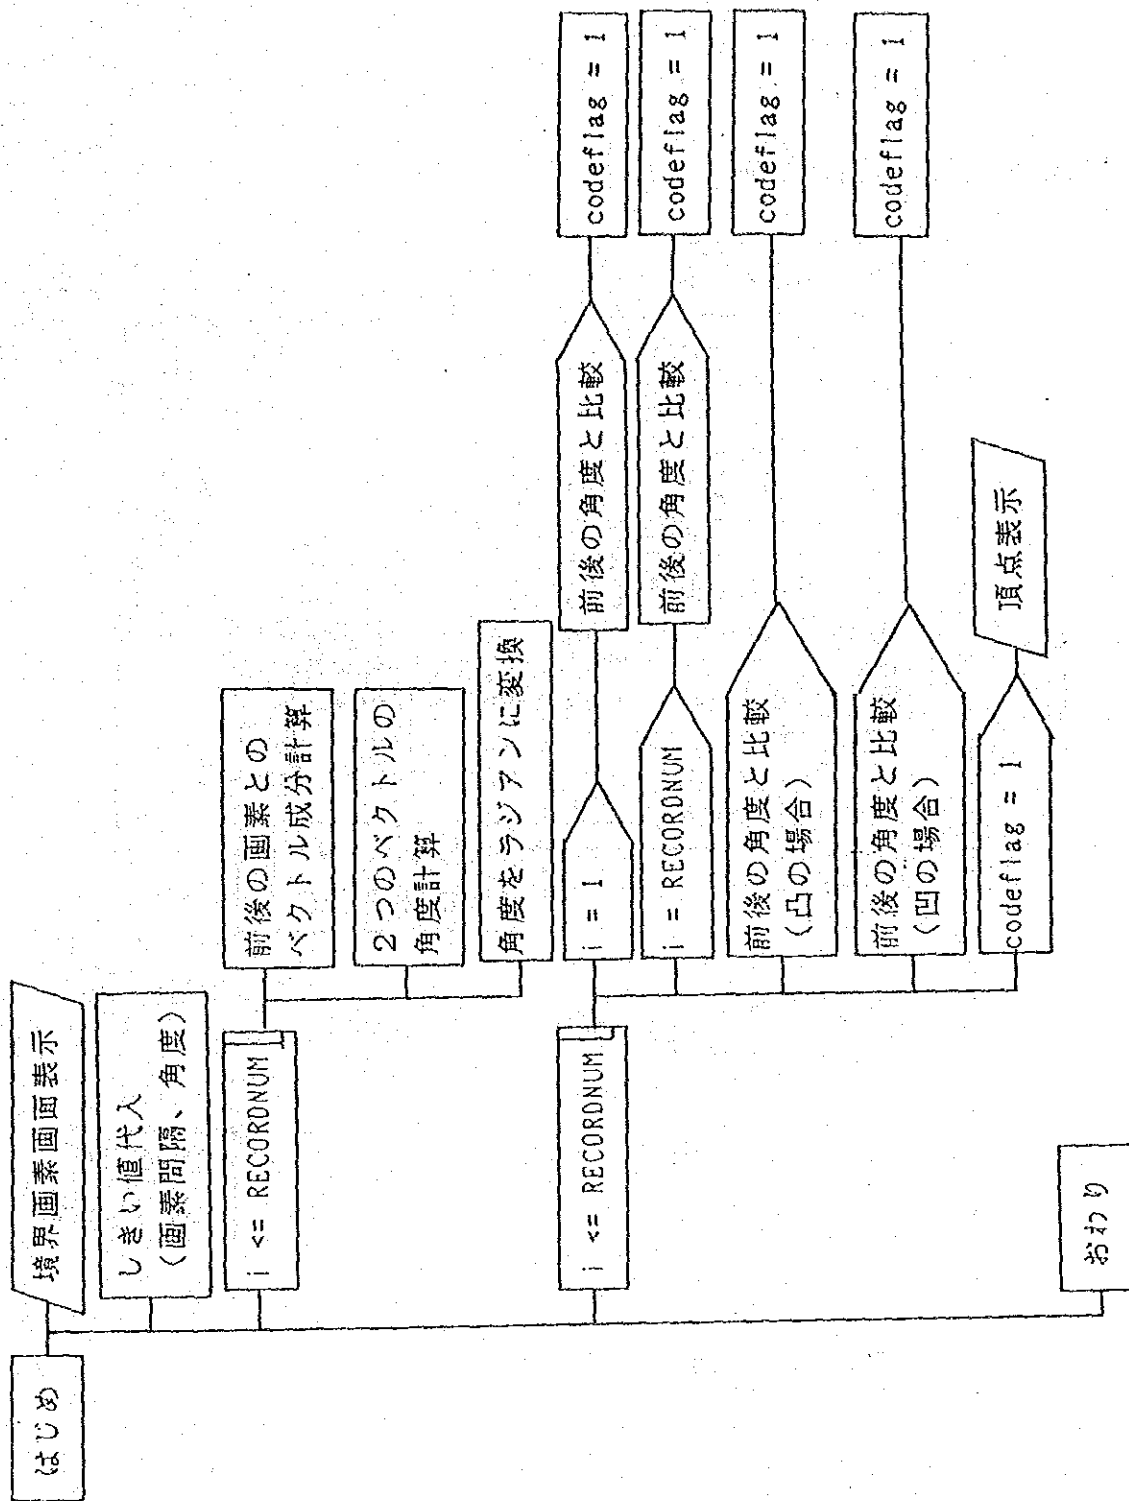 はじめ
境界画素画面表示
しきい値代入
(画素間隔、角度)
i <= RECORDNUM
前後の画素との
ベクトル成分計算
2つのベクトルの
角度計算
角度をラジアンに変換
i <= RECORDNUM
i = 1
前後の角度と比較
codeflag = 1
i = RECORDNUM
前後の角度と比較
codeflag = 1
前後の角度と比較
(凸の場合)
codeflag = 1
前後の角度と比較
(凹の場合)
codeflag = 1
codeflag = 1
頂点表示
おわり